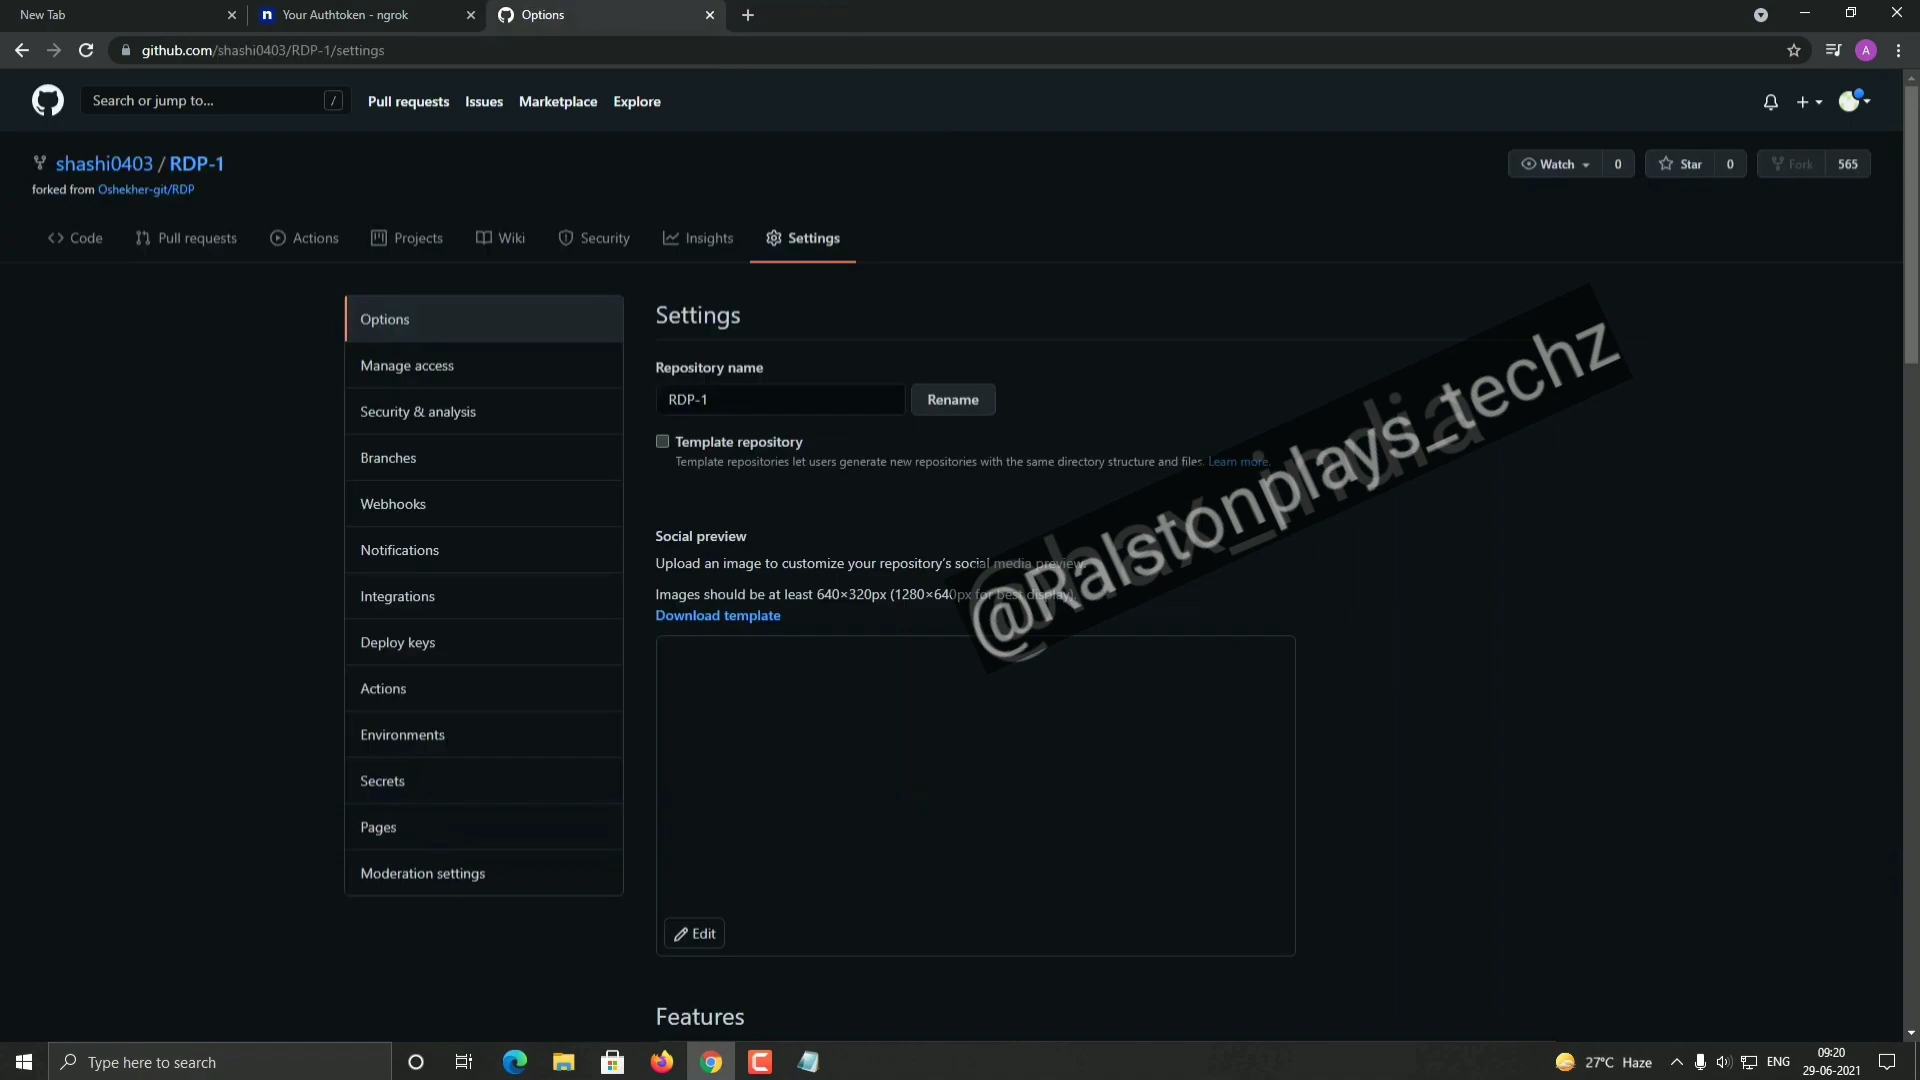 New Tab
Your Authtoken - ngrok
Options
github.com/shashi0403/RDP-1/settings
A
Search or jump to...
/
Pull requests
Issues
Marketplace
Explore
shashi0403 / RDP-1
forked from Oshekher-git/RDP
Watch 0
Star 0
Fork 565
Code
Pull requests
Actions
Projects
Wiki
Security
Insights
Settings
Options
Manage access
Security & analysis
Branches
Webhooks
Notifications
Integrations
Deploy keys
Actions
Environments
Secrets
Pages
Moderation settings
Settings
Repository name
RDP-1
Rename
Template repository
Template repositories let users generate new repositories with the same directory structure and files. Learn more.
Social preview
Upload an image to customize your repository's social media preview.
Images should be at least 640×320px (1280×640px for best display).
Download template
@Ralstonplays_techz
Edit
Features
Type here to search
27°C Haze
ENG
09:20
29-06-2021